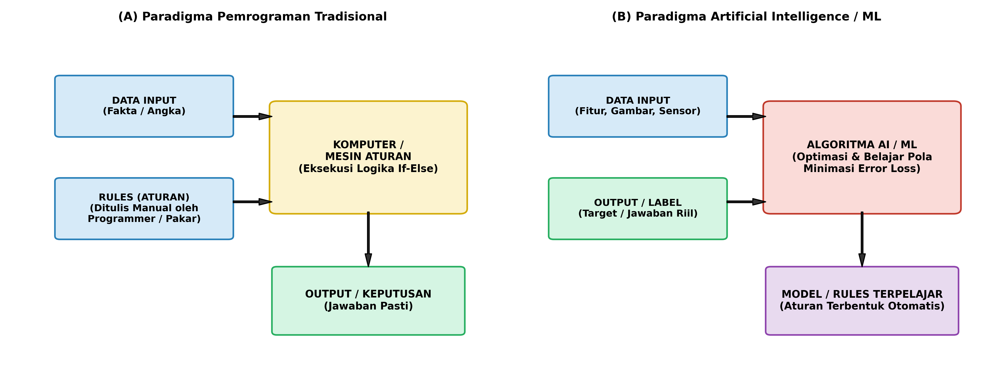 (A) Paradigma Pemrograman Tradisional
DATA INPUT
(Fakta / Angka)
RULES (ATURAN)
(Ditulis Manual oleh
Programmer / Pakar)
KOMPUTER /
MESIN ATURAN
(Eksekusi Logika If-Else)
OUTPUT / KEPUTUSAN
(Jawaban Pasti)
(B) Paradigma Artificial Intelligence / ML
DATA INPUT
(Fitur, Gambar, Sensor)
OUTPUT / LABEL
(Target / Jawaban Riil)
ALGORITMA AI / ML
(Optimasi & Belajar Pola
Minimasi Error Loss)
MODEL / RULES TERPELAJAR
(Aturan Terbentuk Otomatis)